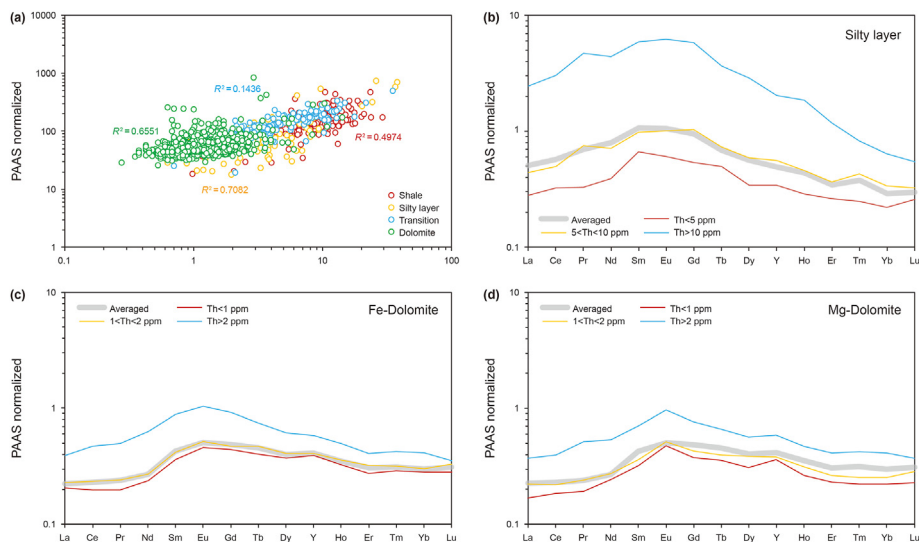 (a)
10000
1000
100
10
1
PAAS normalized
R² = 0.1436
R² = 0.6551
R² = 0.4974
R² = 0.7082
Shale
Silty layer
Transition
Dolomite
0.1 1 10 100
(b)
Silty layer
10
1
0.1
PAAS normalized
Averaged Th<5 ppm
5<Th<10 ppm Th>10 ppm
La Ce Pr Nd Sm Eu Gd Tb Dy Y Ho Er Tm Yb Lu
(c)
Fe-Dolomite
10
1
0.1
PAAS normalized
Averaged Th<1 ppm
1<Th<2 ppm Th>2 ppm
La Ce Pr Nd Sm Eu Gd Tb Dy Y Ho Er Tm Yb Lu
(d)
Mg-Dolomite
10
1
0.1
PAAS normalized
Averaged Th<1 ppm
1<Th<2 ppm Th>2 ppm
La Ce Pr Nd Sm Eu Gd Tb Dy Y Ho Er Tm Yb Lu